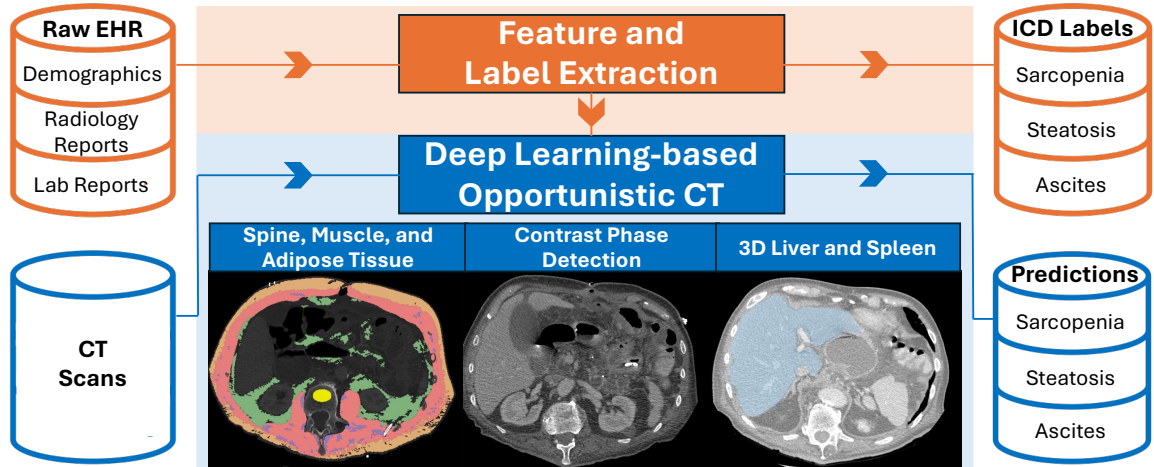 Raw EHR
Demographics
Radiology
Reports
Lab Reports
Feature and
Label Extraction
ICD Labels
Sarcopenia
Steatosis
Ascites
CT
Scans
Deep Learning-based
Opportunistic CT
Spine, Muscle, and
Adipose Tissue
Contrast Phase
Detection
3D Liver and Spleen
Predictions
Sarcopenia
Steatosis
Ascites